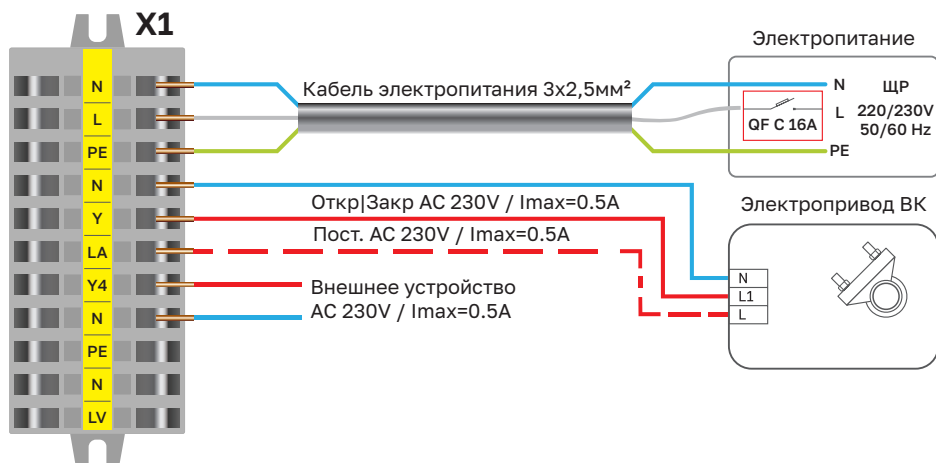 X1
N
L
PE
N
Y
LA
Y4
N
PE
N
LV
Кабель электропитания 3х2,5мм²
Электропитание
N
ЩР
L
220/230V
50/60 Hz
QF C 16A
PE
Откр|Закр AC 230V / Imax=0.5A
Пост. AC 230V / Imax=0.5A
Внешнее устройство
AC 230V / Imax=0.5A
Электропривод ВК
N
L1
L